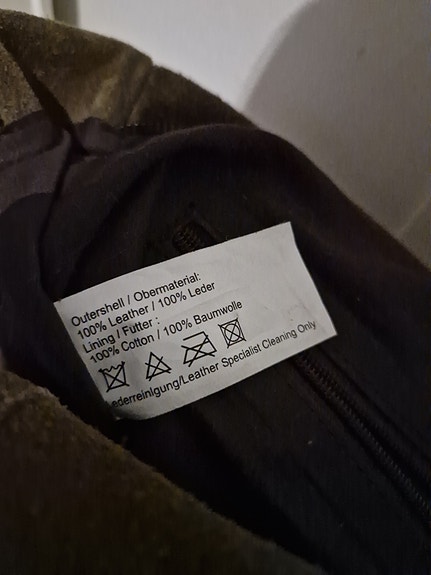 Outershell / Obermaterial:
100% Leather / 100% Leder
Lining / Futter :
100% Cotton / 100% Baumwolle
ederreinigung/Leather Specialist Cleaning Only